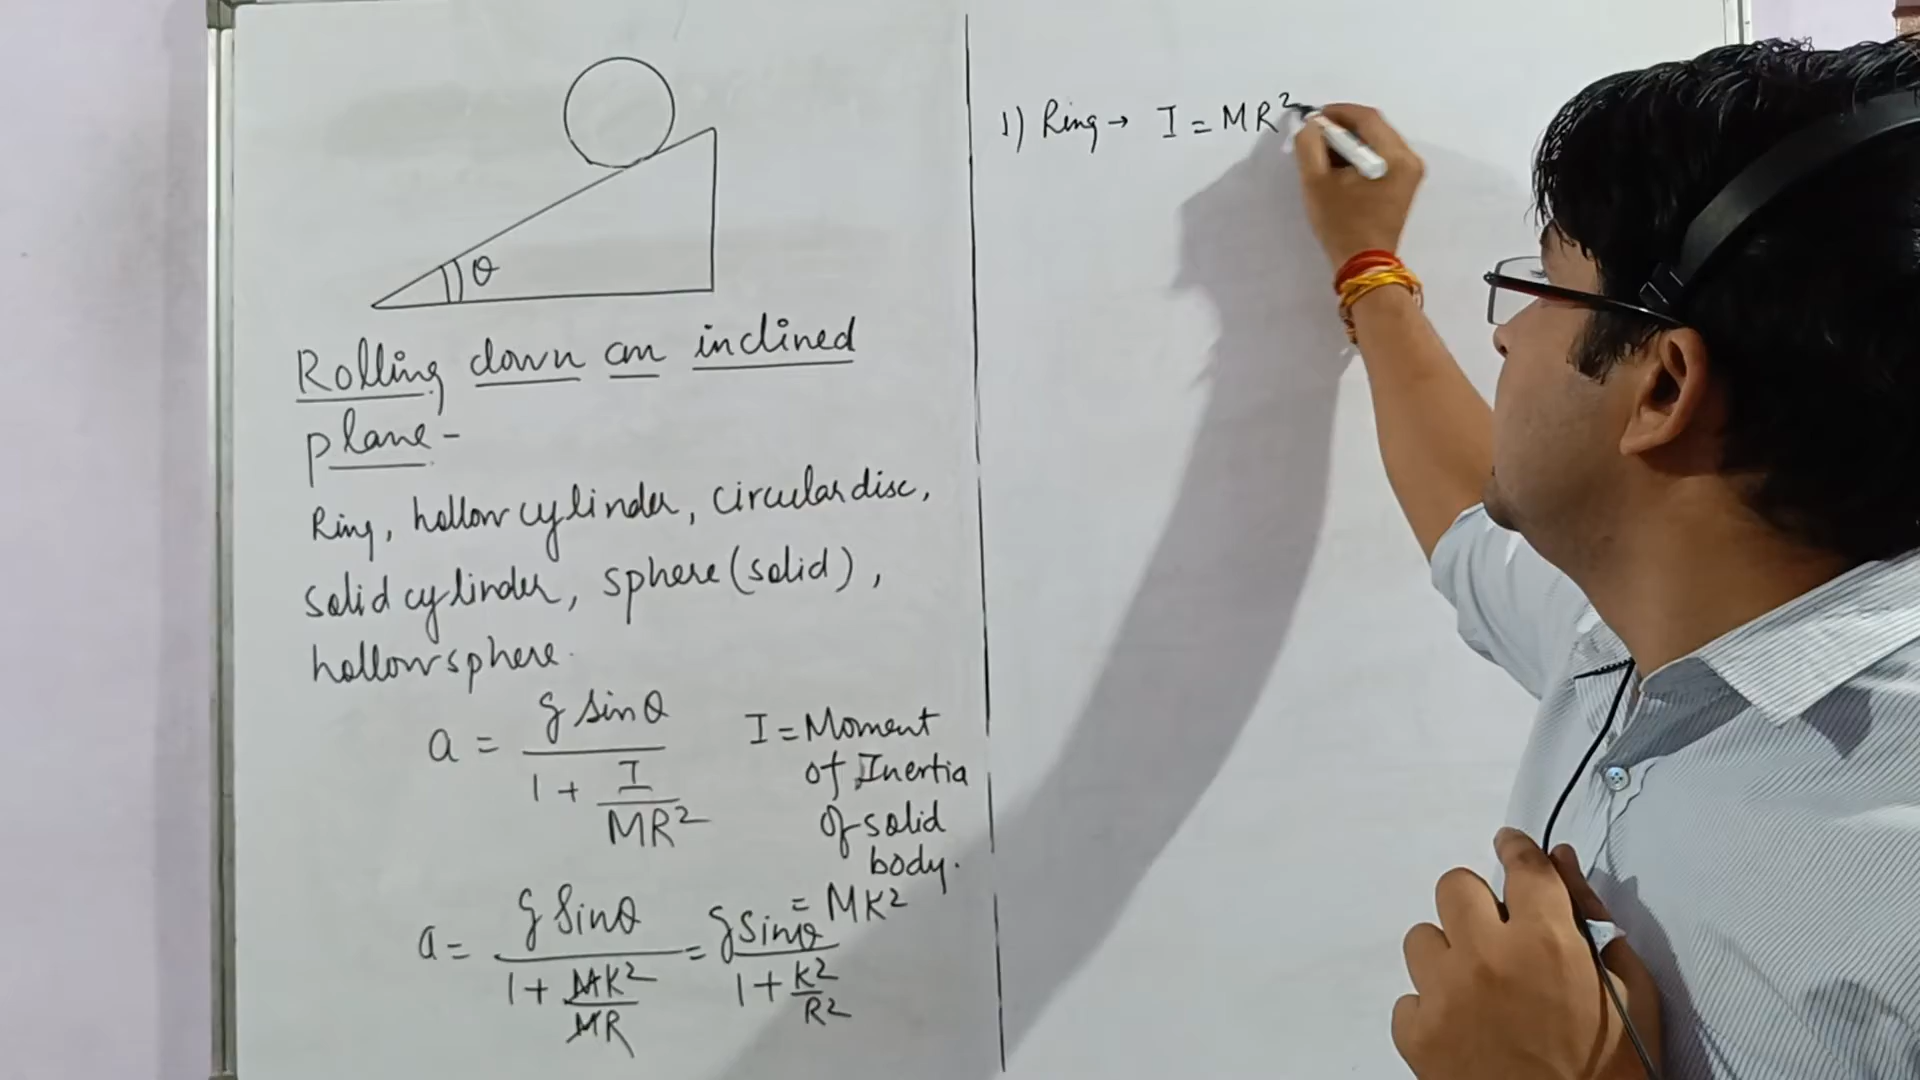 θ
Rolling down an inclined
plane-
Ring, hollow cylinder, circular disc,
solid cylinder, sphere (solid),
hollow sphere.
a = g sinθ / 1 + I/MR²
I = Moment
of Inertia
of solid
body.
= MK²
a = g sinθ / 1 + MK²/MR = g sinθ / 1 + K²/R²
1) Ring → I = MR²